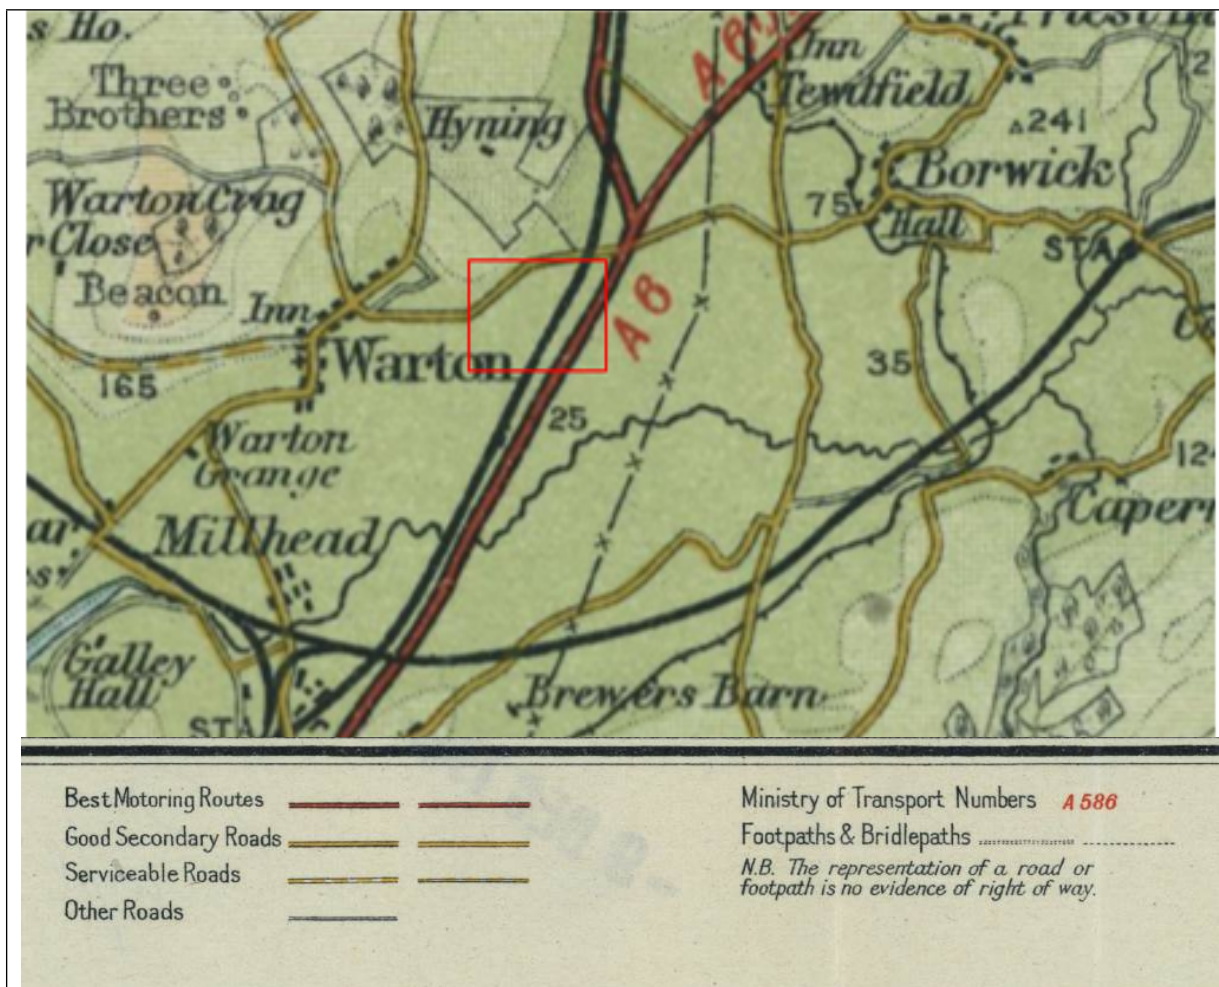 s Ho.
Inn
Tewitfield
Three
Brothers
Hyning
241
Borwick
Warton Crag
75
Hall
r Close
STA
Beacon
Inn
A B
Warton
35
165
25
Warton
Grange
124
Millhead
Caper
ar
Galley
Hall
Brewers Barn
STA
Best Motoring Routes
Ministry of Transport Numbers A 586
Good Secondary Roads
Footpaths & Bridlepaths
Serviceable Roads
N.B. The representation of a road or
footpath is no evidence of right of way.
Other Roads